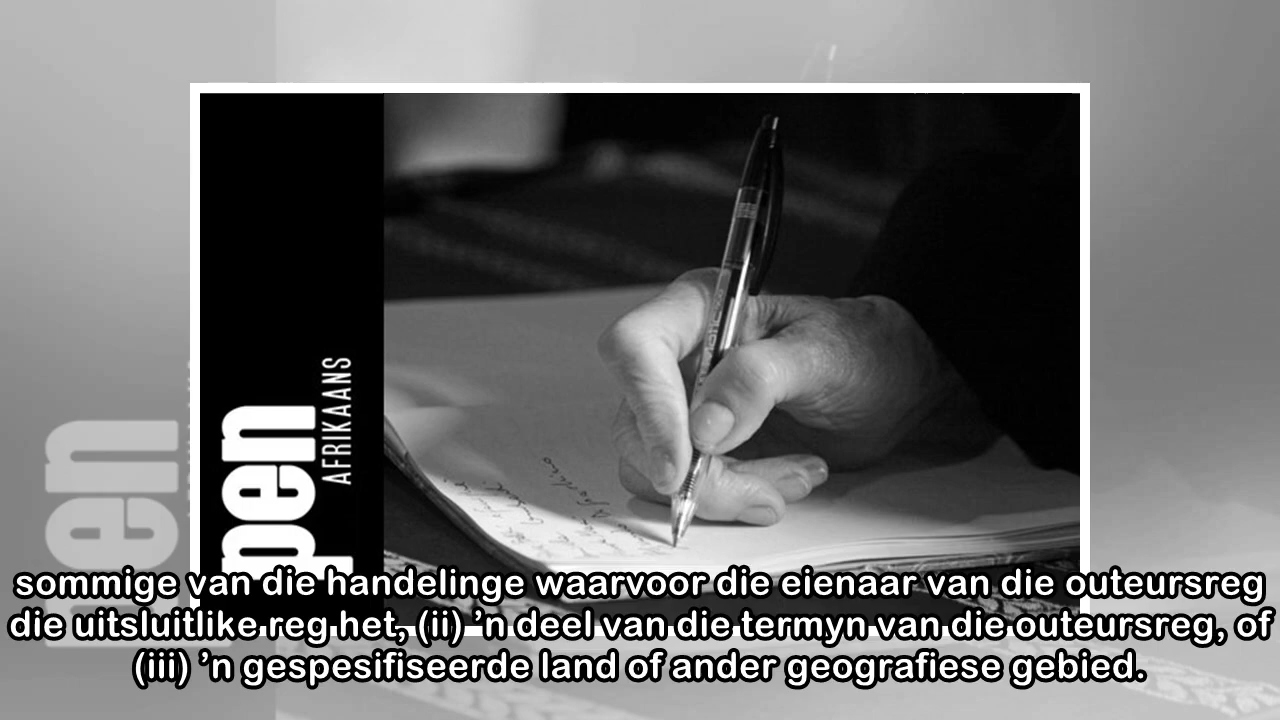 pen
AFRIKAANS
sommige van die handelinge waarvoor die eienaar van die outeursreg
die uitsluitlike reg het, (ii) ’n deel van die termyn van die outeursreg, of
(iii) ’n gespesifiseerde land of ander geografiese gebied.